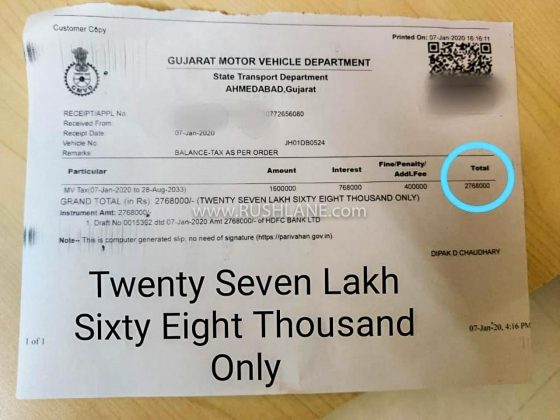 Customer Copy
Printed On: 07-Jan-2020 16:16:11
GUJARAT MOTOR VEHICLE DEPARTMENT
State Transport Department
AHMEDABAD,Gujarat
RECEIPT/APPL No 0772656080
Received From:
Receipt Date 07-Jan-2020
Vehicle No. JH01DB0524
Remarks BALANCE-TAX AS PER ORDER
Particular Amount Interest Fine/Penalty/ Addl.Fee Total
MV Tax(07-Jan-2020 to 28-Aug-2033) 1600000 768000 400000 2768000
GRAND TOTAL (in Rs): 2768000/- (TWENTY SEVEN LAKH SIXTY EIGHT THOUSAND ONLY)
Instrument Amt: 2768000/-
1. Draft No 0015392 dtd 07-Jan-2020 Amt 2768000/- of HDFC BANK LTD
WWW.RUSHLANE.COM
Note-- This is computer generated slip, no need of signature (https://parivahan.gov.in).
DIPAK D.CHAUDHARY
Twenty Seven Lakh
Sixty Eight Thousand
Only
07-Jan-20, 4:16 PM
1 of 1